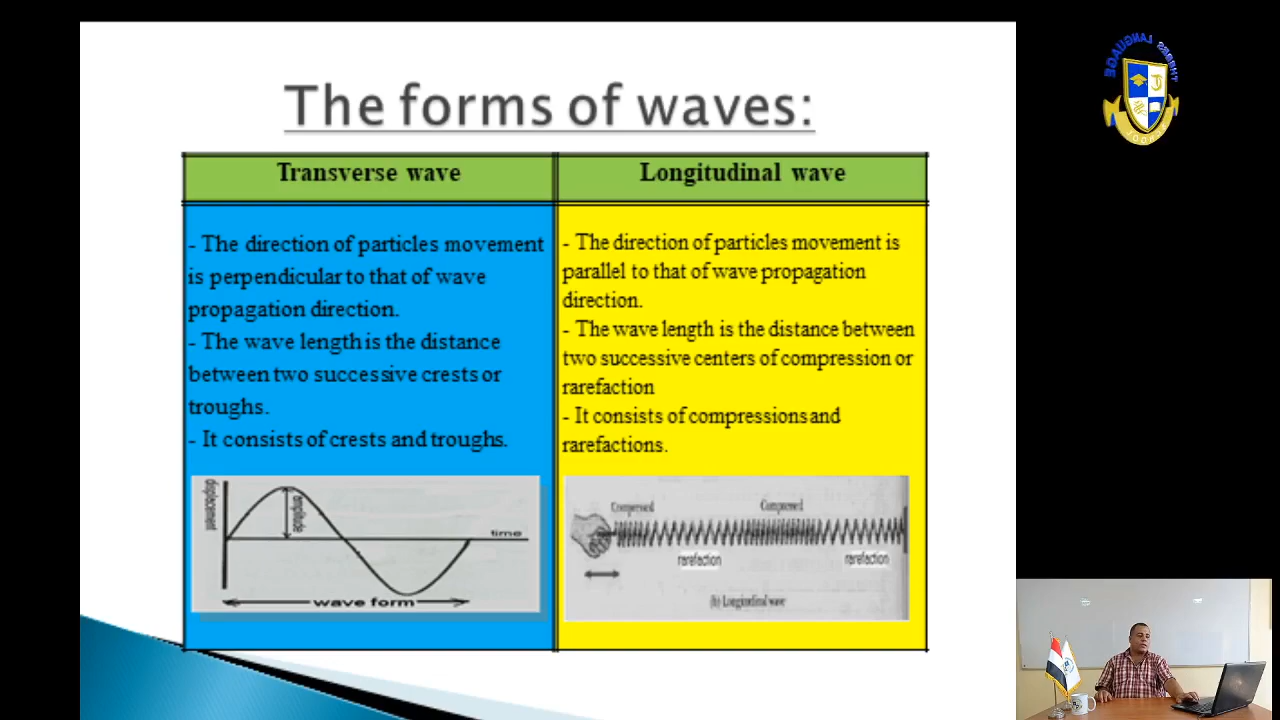 The forms of waves:
Transverse wave
- The direction of particles movement
is perpendicular to that of wave
propagation direction.
- The wave length is the distance
between two successive crests or
troughs.
- It consists of crests and troughs.
displacement
amplitude
time
wave form
Longitudinal wave
- The direction of particles movement is
parallel to that of wave propagation
direction.
- The wave length is the distance between
two successive centers of compression or
rarefaction
- It consists of compressions and
rarefactions.
Compressed
Compressed
rarefaction
rarefaction
(b) Longitudinal wave
LANGUAGE